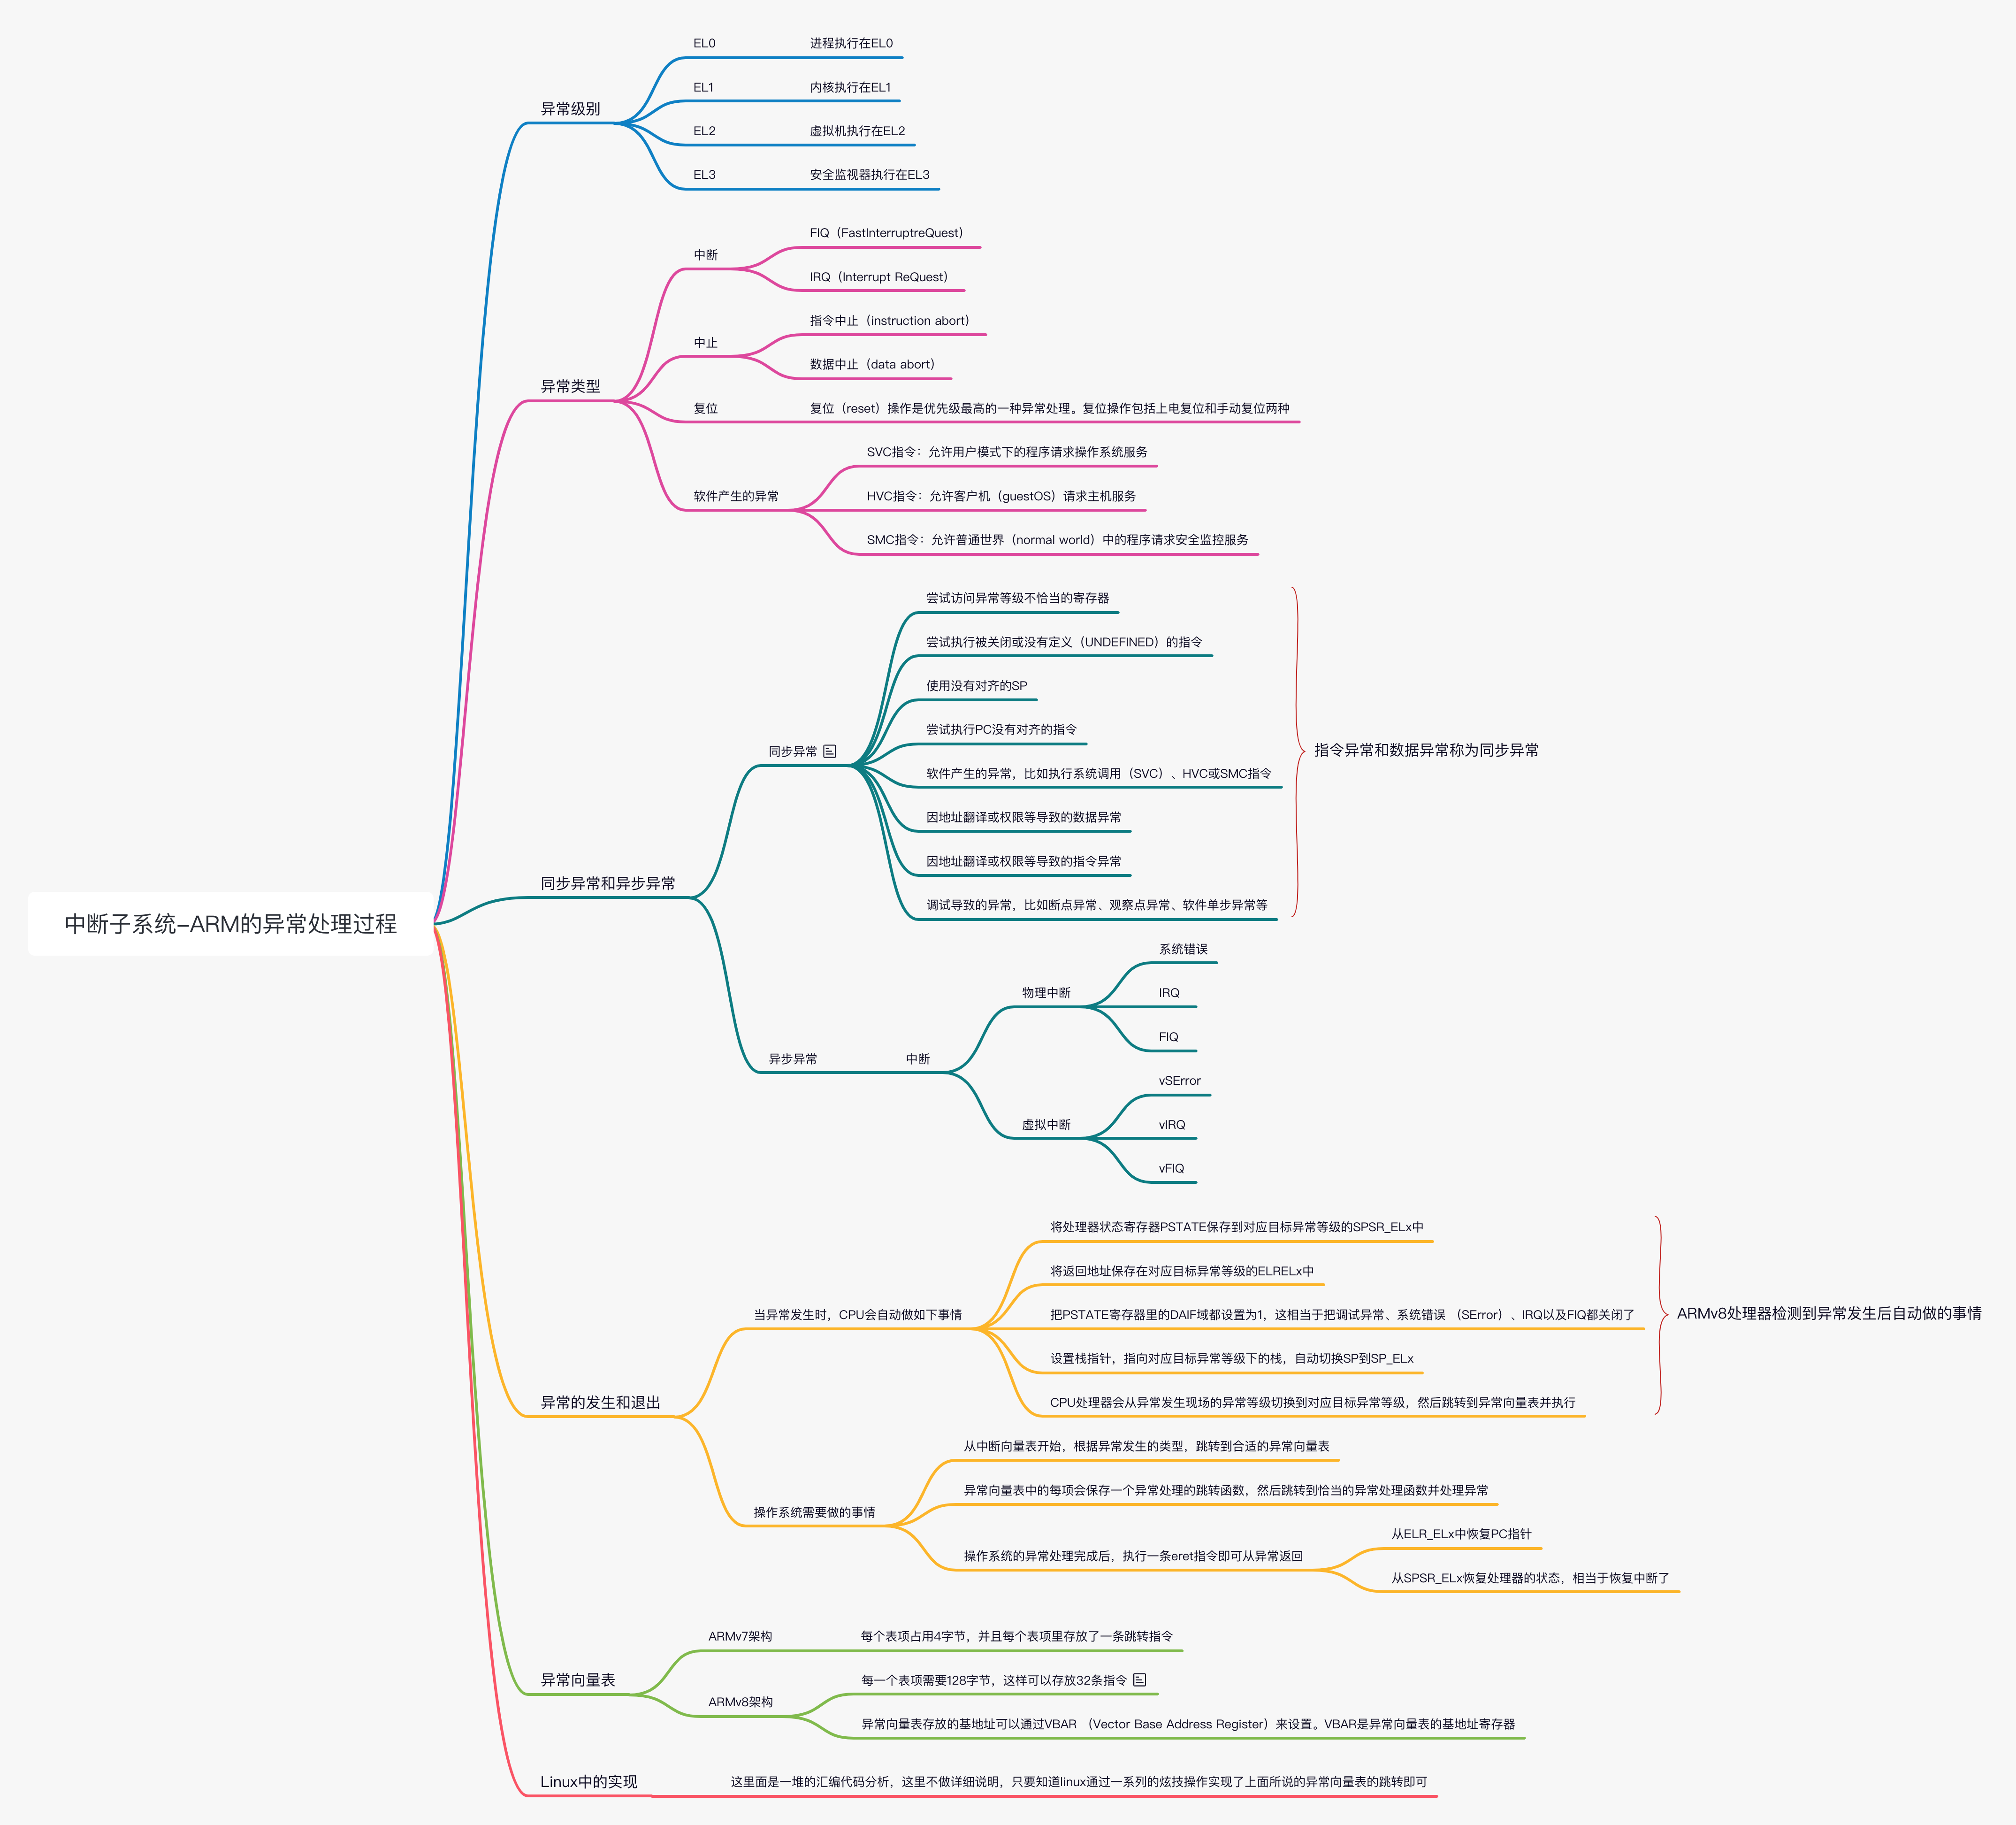 中断子系统-ARM的异常处理过程
异常级别
EL0
进程执行在EL0
EL1
内核执行在EL1
EL2
虚拟机执行在EL2
EL3
安全监视器执行在EL3
异常类型
中断
FIQ（FastInterruptreQuest）
IRQ（Interrupt ReQuest）
中止
指令中止（instruction abort）
数据中止（data abort）
复位
复位（reset）操作是优先级最高的一种异常处理。复位操作包括上电复位和手动复位两种
软件产生的异常
SVC指令：允许用户模式下的程序请求操作系统服务
HVC指令：允许客户机（guestOS）请求主机服务
SMC指令：允许普通世界（normal world）中的程序请求安全监控服务
同步异常和异步异常
同步异常
尝试访问异常等级不恰当的寄存器
尝试执行被关闭或没有定义（UNDEFINED）的指令
使用没有对齐的SP
尝试执行PC没有对齐的指令
软件产生的异常，比如执行系统调用（SVC）、HVC或SMC指令
因地址翻译或权限等导致的数据异常
因地址翻译或权限等导致的指令异常
调试导致的异常，比如断点异常、观察点异常、软件单步异常等
指令异常和数据异常称为同步异常
异步异常
中断
物理中断
系统错误
IRQ
FIQ
虚拟中断
vSError
vIRQ
vFIQ
异常的发生和退出
当异常发生时，CPU会自动做如下事情
将处理器状态寄存器PSTATE保存到对应目标异常等级的SPSR_ELx中
将返回地址保存在对应目标异常等级的ELRELx中
把PSTATE寄存器里的DAIF域都设置为1，这相当于把调试异常、系统错误 （SError）、IRQ以及FIQ都关闭了
设置栈指针，指向对应目标异常等级下的栈，自动切换SP到SP_ELx
CPU处理器会从异常发生现场的异常等级切换到对应目标异常等级，然后跳转到异常向量表并执行
ARMv8处理器检测到异常发生后自动做的事情
操作系统需要做的事情
从中断向量表开始，根据异常发生的类型，跳转到合适的异常向量表
异常向量表中的每项会保存一个异常处理的跳转函数，然后跳转到恰当的异常处理函数并处理异常
操作系统的异常处理完成后，执行一条eret指令即可从异常返回
从ELR_ELx中恢复PC指针
从SPSR_ELx恢复处理器的状态，相当于恢复中断了
异常向量表
ARMv7架构
每个表项占用4字节，并且每个表项里存放了一条跳转指令
ARMv8架构
每一个表项需要128字节，这样可以存放32条指令
异常向量表存放的基地址可以通过VBAR （Vector Base Address Register）来设置。VBAR是异常向量表的基地址寄存器
Linux中的实现
这里面是一堆的汇编代码分析，这里不做详细说明，只要知道linux通过一系列的炫技操作实现了上面所说的异常向量表的跳转即可